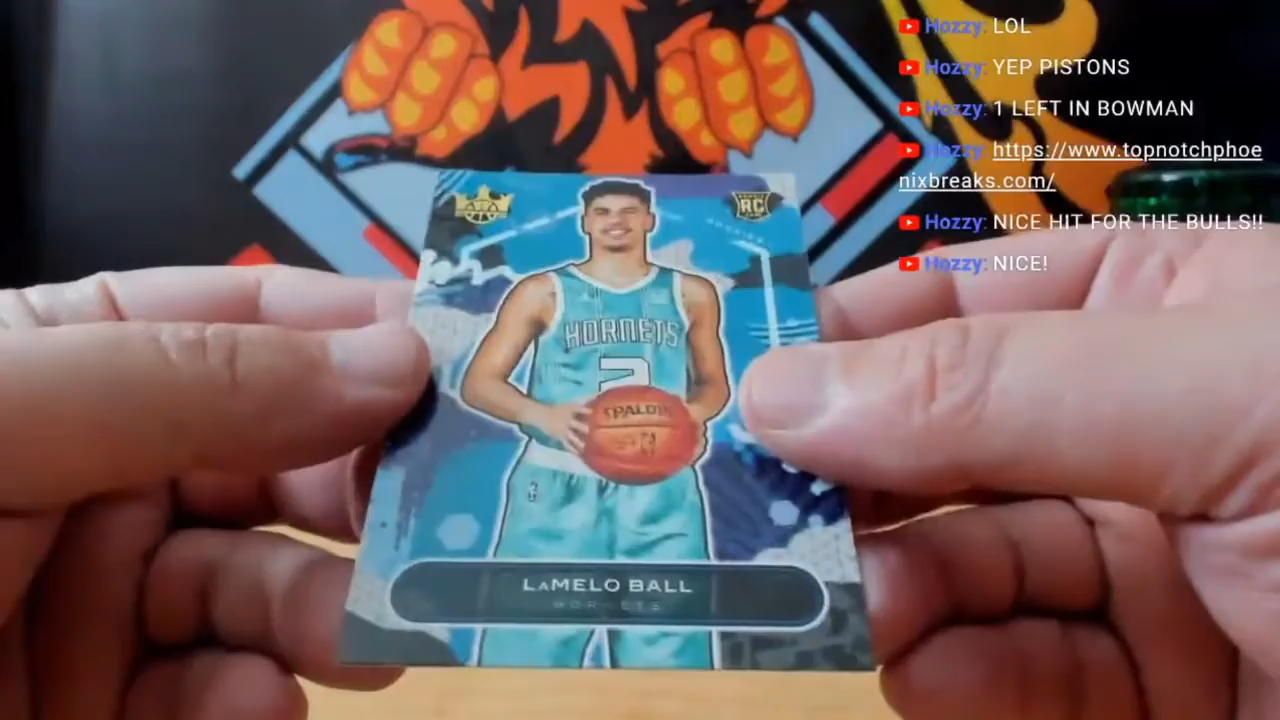 Hozzy: LOL
Hozzy: YEP PISTONS
Hozzy: 1 LEFT IN BOWMAN
Hozzy: https://www.topnotchphoe
nixbreaks.com/
Hozzy: NICE HIT FOR THE BULLS!!
Hozzy: NICE!
RC
HORNETS
2
SPALDING
LaMELO BALL
HORNETS